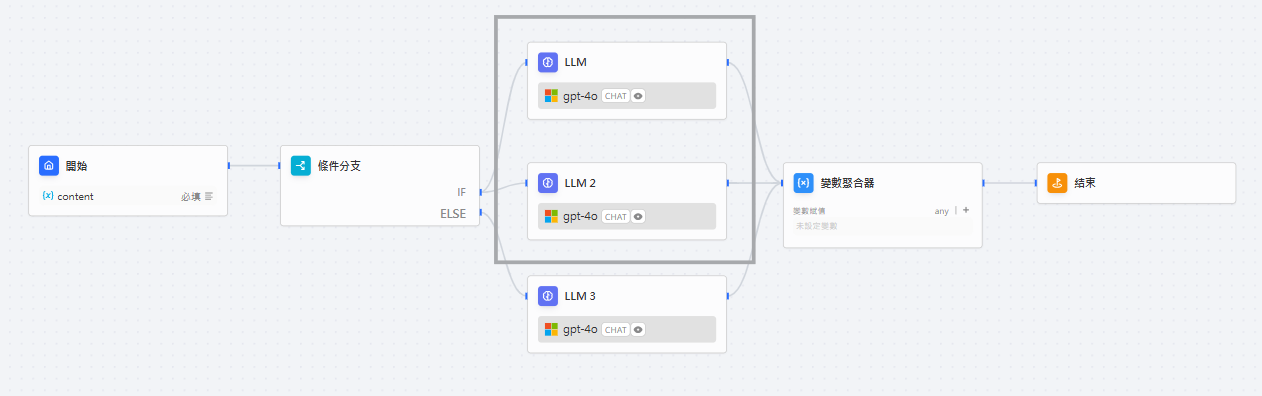 LLM
gpt-4o CHAT
開始
content 必填
條件分支
IF
ELSE
LLM 2
gpt-4o CHAT
變數聚合器
變數賦值 any
未設定變數
结束
LLM 3
gpt-4o CHAT